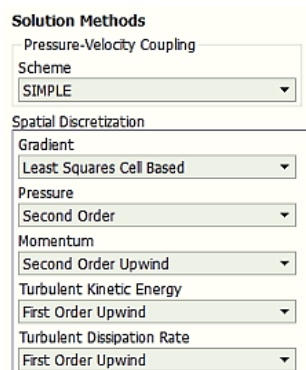 Solution Methods
Pressure-Velocity Coupling
Scheme
SIMPLE
Spatial Discretization
Gradient
Least Squares Cell Based
Pressure
Second Order
Momentum
Second Order Upwind
Turbulent Kinetic Energy
First Order Upwind
Turbulent Dissipation Rate
First Order Upwind